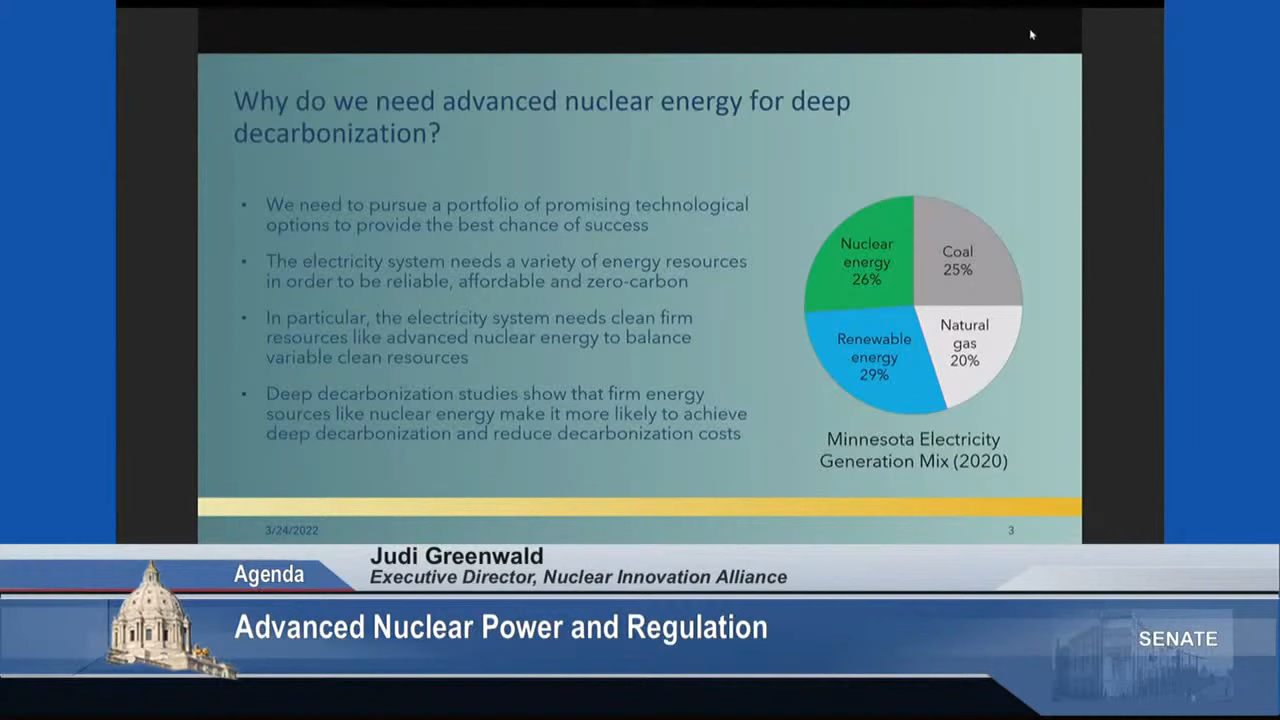 Why do we need advanced nuclear energy for deep
decarbonization?
• We need to pursue a portfolio of promising technological
options to provide the best chance of success
• The electricity system needs a variety of energy resources
in order to be reliable, affordable and zero-carbon
• In particular, the electricity system needs clean firm
resources like advanced nuclear energy to balance
variable clean resources
• Deep decarbonization studies show that firm energy
sources like nuclear energy make it more likely to achieve
deep decarbonization and reduce decarbonization costs
Nuclear
energy
26%
Coal
25%
Renewable
energy
29%
Natural
gas
20%
Minnesota Electricity
Generation Mix (2020)
3/24/2022
3
Judi Greenwald
Executive Director, Nuclear Innovation Alliance
Agenda
Advanced Nuclear Power and Regulation
SENATE